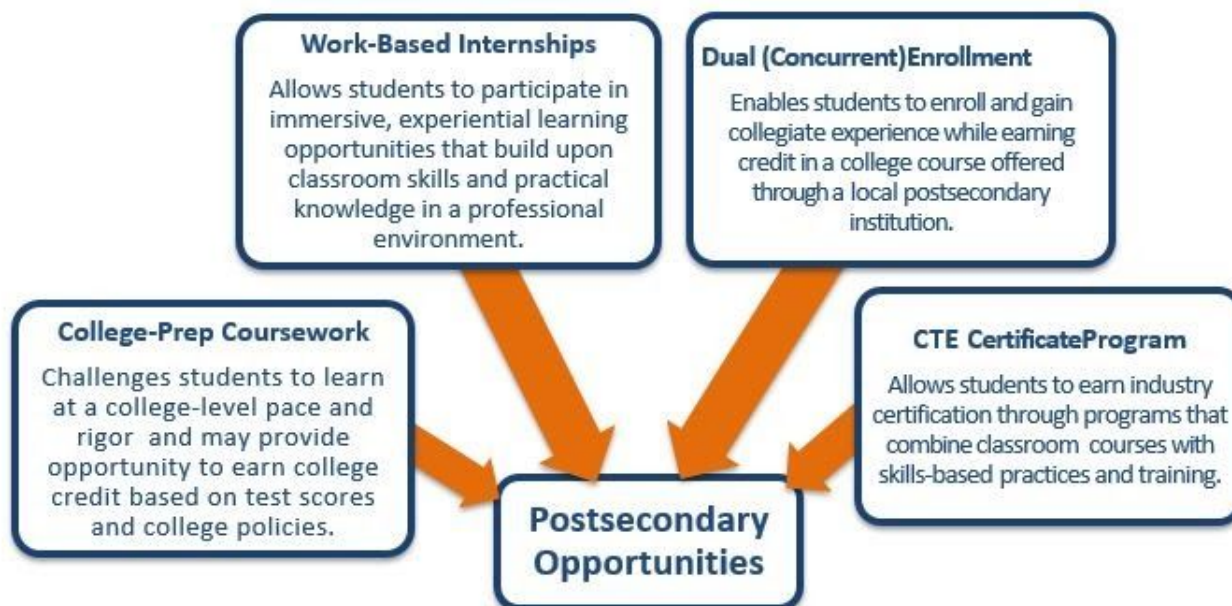 Work-Based Internships
Allows students to participate in
immersive, experiential learning
opportunities that build upon
classroom skills and practical
knowledge in a professional
environment.
Dual (Concurrent)Enrollment
Enables students to enroll and gain
collegiate experience while earning
credit in a college course offered
through a local postsecondary
institution.
College-Prep Coursework
Challenges students to learn
at a college-level pace and
rigor and may provide
opportunity to earn college
credit based on test scores
and college policies.
CTE CertificateProgram
Allows students to earn industry
certification through programs that
combine classroom courses with
skills-based practices and training.
Postsecondary
Opportunities